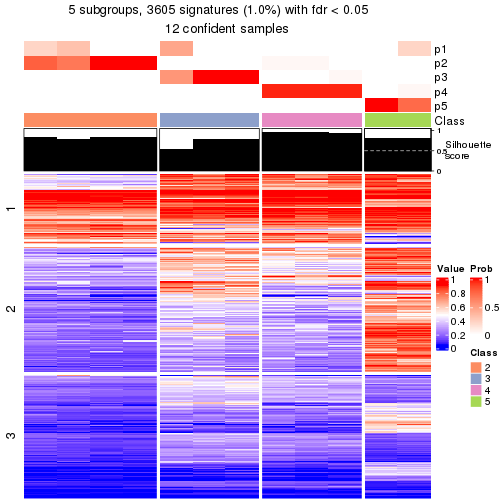 5 subgroups, 3605 signatures (1.0%) with fdr < 0.05
12 confident samples
p1
p2
p3
p4
p5
Class
1
0.5
0
Silhouette
score
1
2
3
Value
1
0.8
0.6
0.4
0.2
0
Prob
1
0.5
0
Class
2
3
4
5